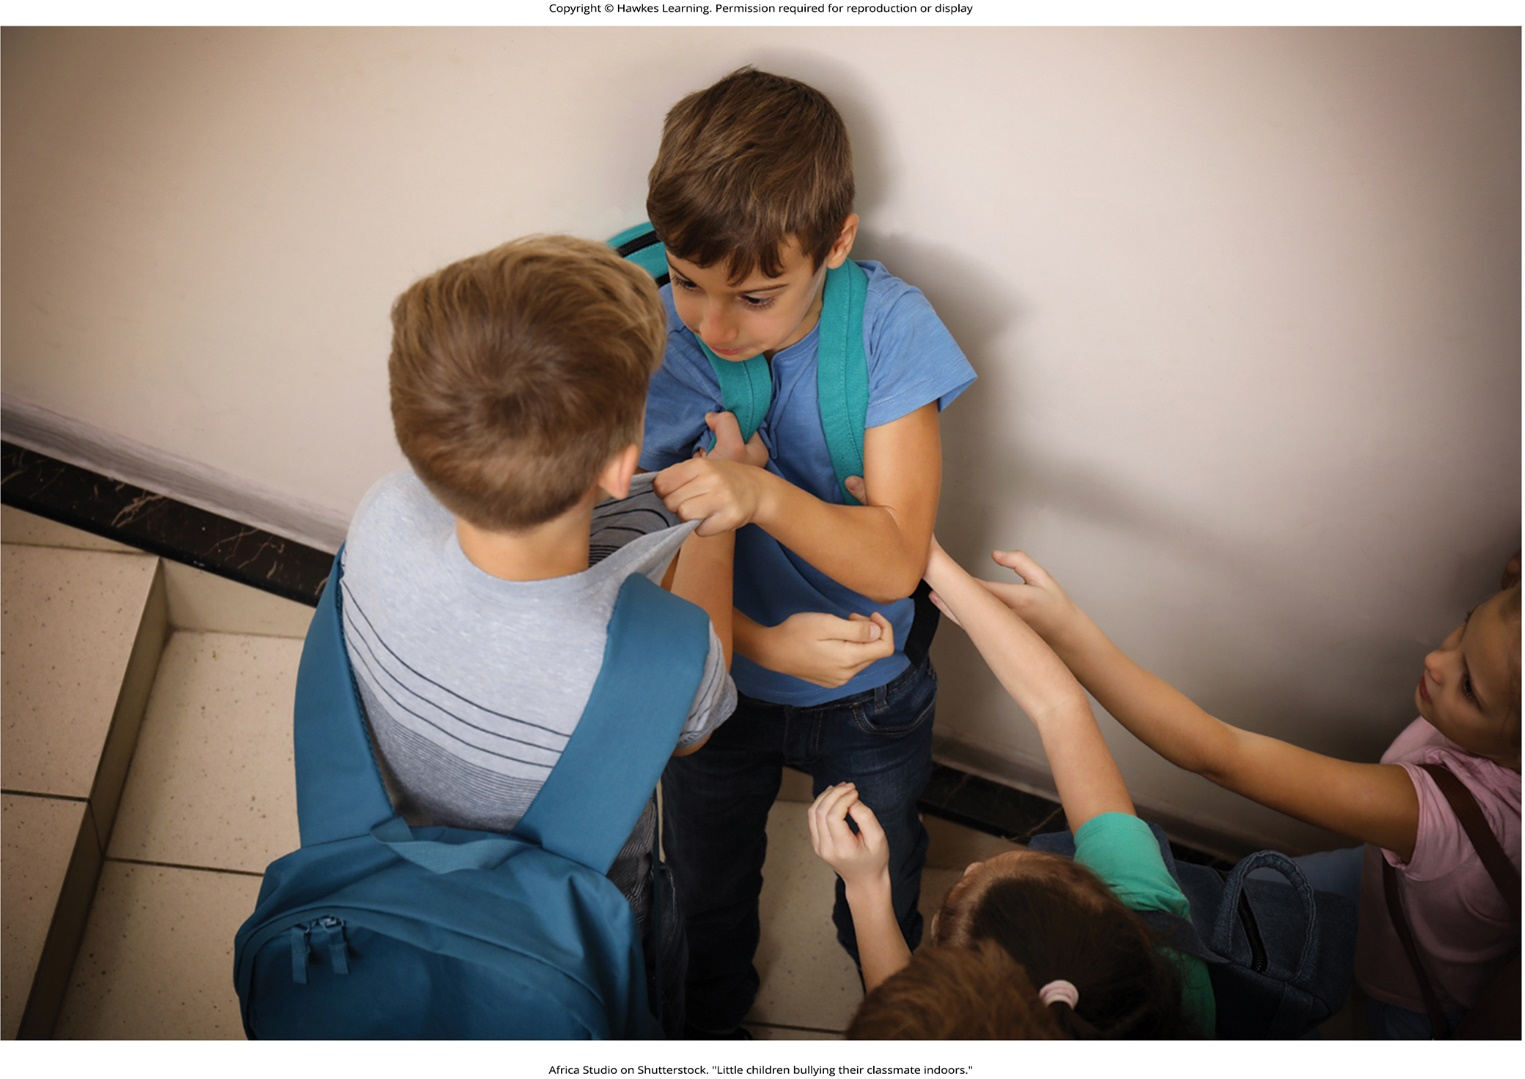 Copyright © Hawkes Learning. Permission required for reproduction or display
Africa Studio on Shutterstock. "Little children bullying their classmate indoors."